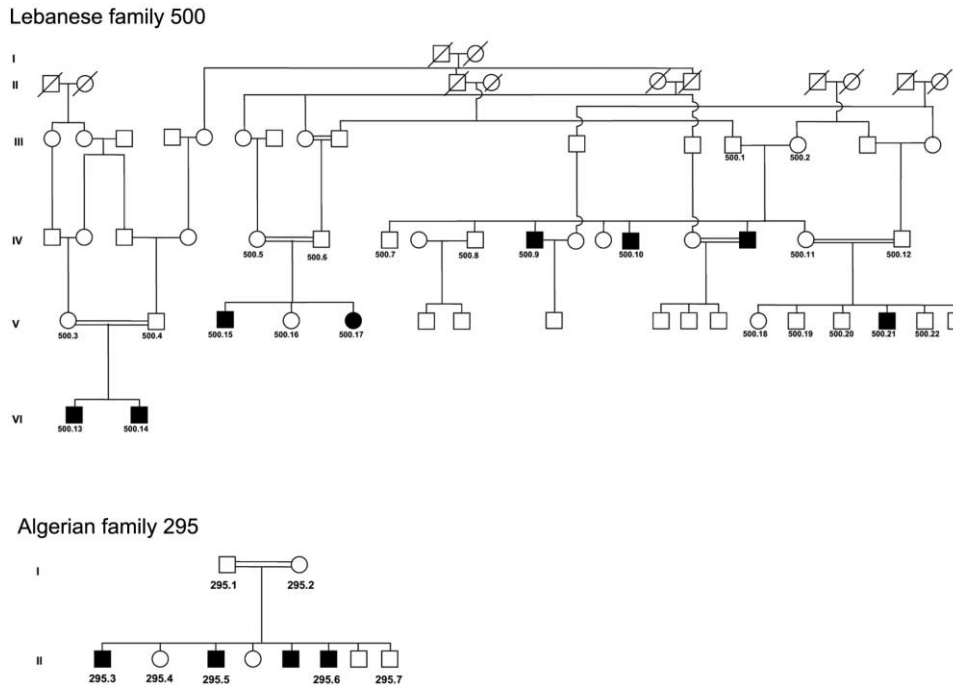 Lebanese family 500
I
II
III
500.1 500.2
IV
500.5 500.6 500.7 500.8 500.9 500.10 500.11 500.12
V
500.3 500.4 500.15 500.16 500.17 500.18 500.19 500.20 500.21 500.22
VI
500.13 500.14
Algerian family 295
I
295.1 295.2
II
295.3 295.4 295.5 295.6 295.7